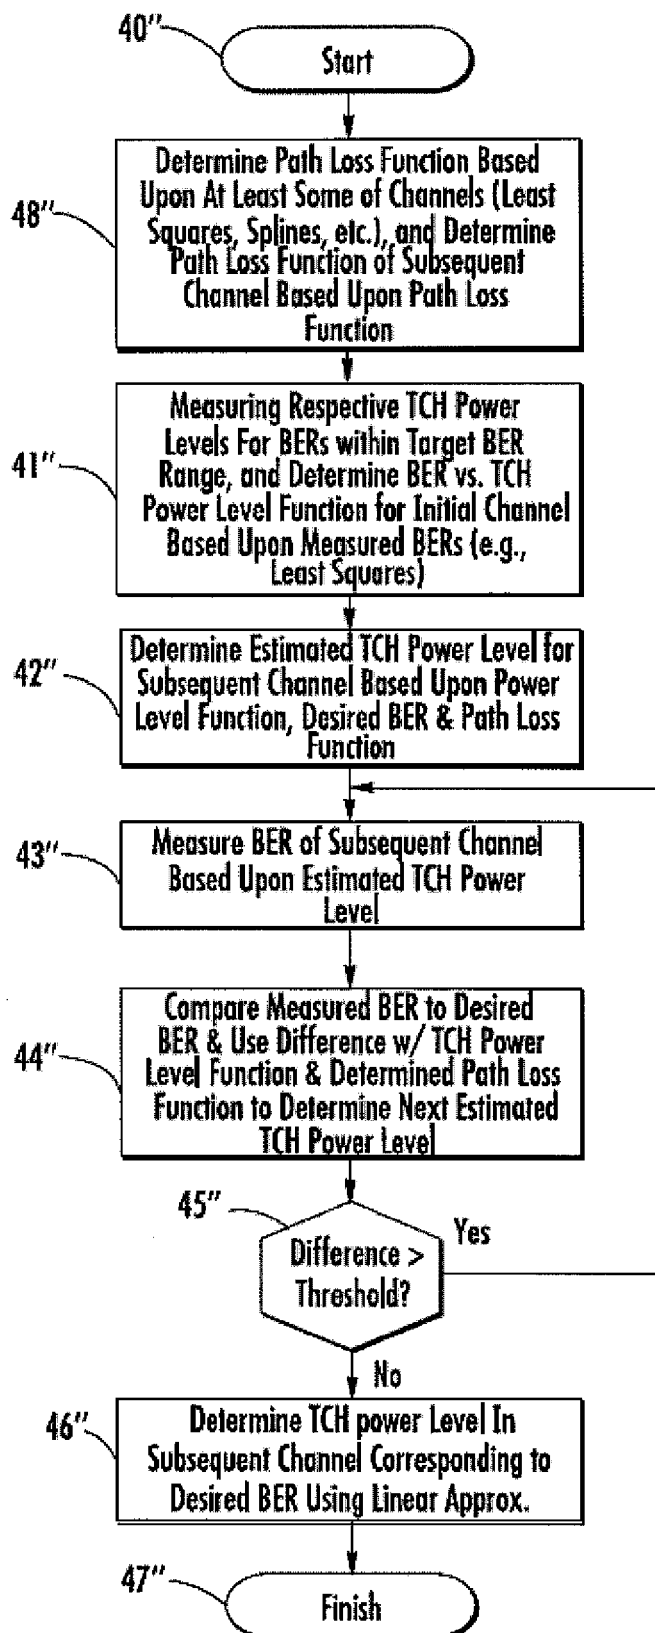 40"
Start
48"
Determine Path Loss Function Based
Upon At Least Some of Channels (Least
Squares, Splines, etc.), and Determine
Path Loss Function of Subsequent
Channel Based Upon Path Loss
Function
41"
Measuring Respective TCH Power
Levels For BERs within Target BER
Range, and Determine BER vs. TCH
Power Level Function for Initial Channel
Based Upon Measured BERs (e.g.,
Least Squares)
42"
Determine Estimated TCH Power Level for
Subsequent Channel Based Upon Power
Level Function, Desired BER & Path Loss
Function
43"
Measure BER of Subsequent Channel
Based Upon Estimated TCH Power
Level
44"
Compare Measured BER to Desired
BER & Use Difference w/ TCH Power
Level Function & Determined Path Loss
Function to Determine Next Estimated
TCH Power Level
45"
Difference >
Threshold?
Yes
No
46"
Determine TCH power Level In
Subsequent Channel Corresponding to
Desired BER Using Linear Approx.
47"
Finish